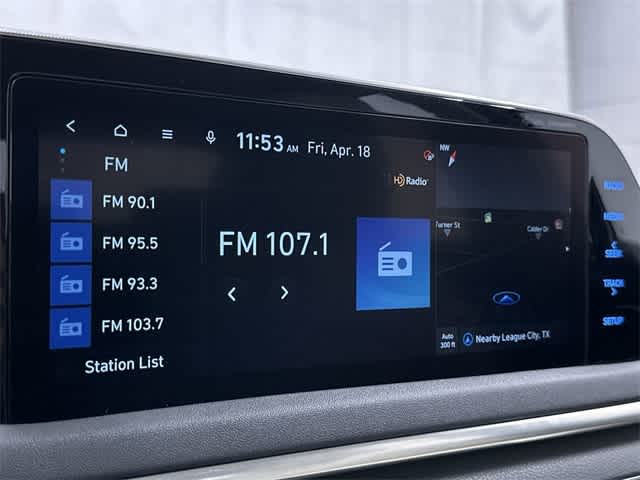 11:53 AM Fri, Apr. 18
FM
HD Radio
FM 90.1
FM 95.5
FM 93.3
FM 103.7
Station List
FM 107.1
NW
Turner St
Calder Dr
Auto
300 ft
Nearby League City, TX
RADIO
MEDIA
SEEK
TRACK
SETUP